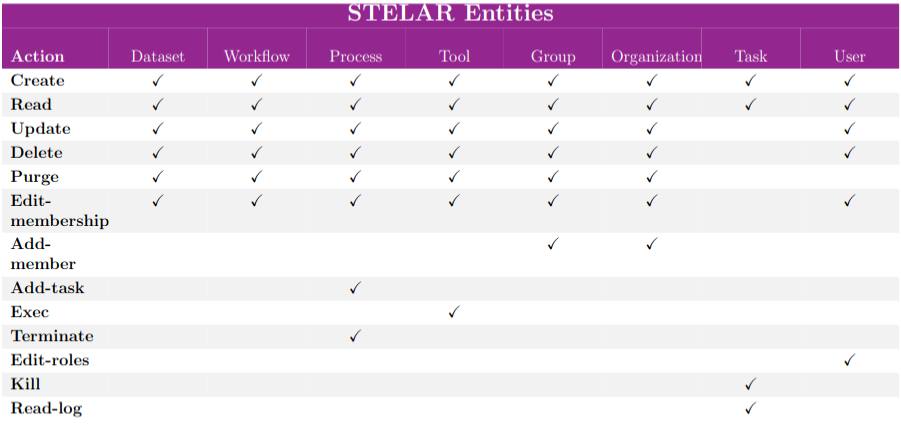 STELAR Entities
Action Dataset Workflow Process Tool Group Organization Task User
Create ✓ ✓ ✓ ✓ ✓ ✓ ✓ ✓
Read ✓ ✓ ✓ ✓ ✓ ✓ ✓ ✓
Update ✓ ✓ ✓ ✓ ✓ ✓ ✓
Delete ✓ ✓ ✓ ✓ ✓ ✓ ✓
Purge ✓ ✓ ✓ ✓ ✓ ✓
Edit- ✓ ✓ ✓ ✓ ✓ ✓ ✓
membership
Add- ✓ ✓
member
Add-task ✓
Exec ✓
Terminate ✓
Edit-roles ✓
Kill ✓
Read-log ✓